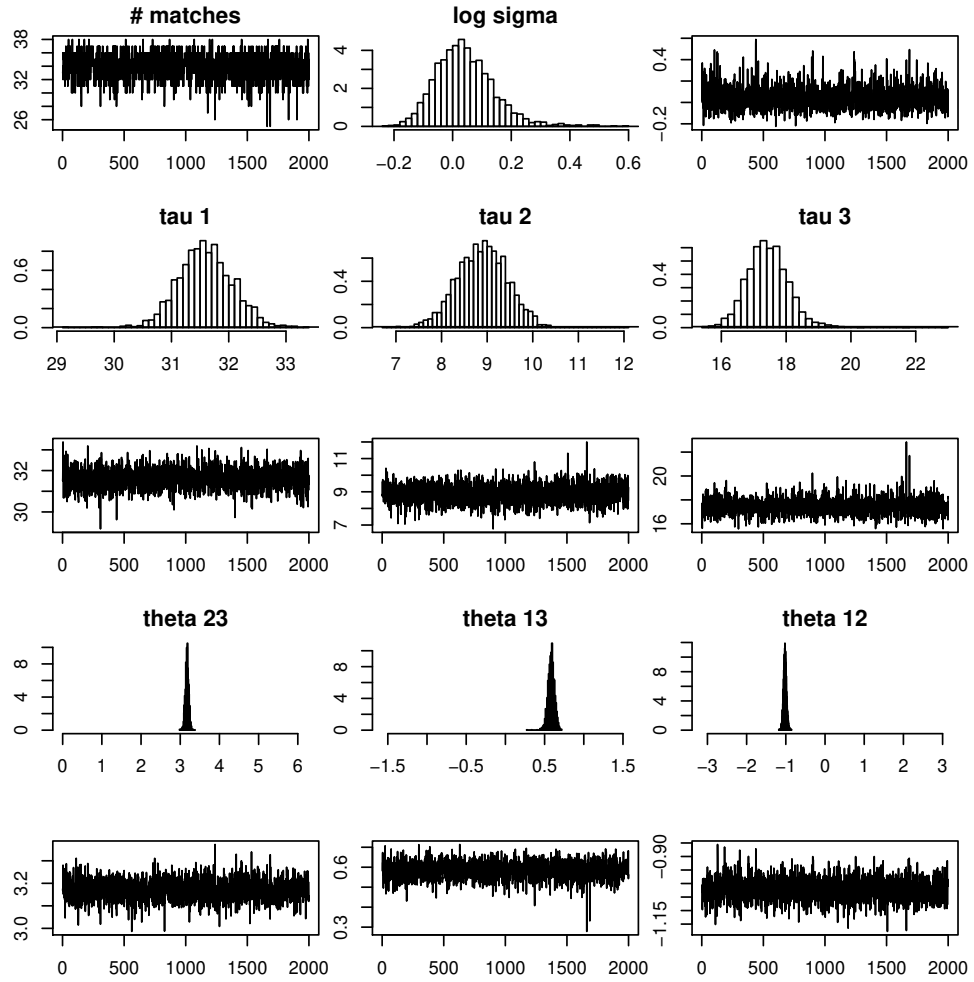 # matches
log sigma
38
32
26
0 500 1000 1500 2000
4
2
0
−0.2 0.0 0.2 0.4 0.6
0.4
−0.2
0 500 1000 1500 2000
tau 1
tau 2
tau 3
0.6
0.0
29 30 31 32 33
0.4
0.0
7 8 9 10 11 12
0.4
0.0
16 18 20 22
32
30
0 500 1000 1500 2000
11
9
7
0 500 1000 1500 2000
20
16
0 500 1000 1500 2000
theta 23
theta 13
theta 12
8
4
0
0 1 2 3 4 5 6
8
4
0
−1.5 −0.5 0.5 1.5
8
4
0
−3 −2 −1 0 1 2 3
3.2
3.0
0 500 1000 1500 2000
0.6
0.3
0 500 1000 1500 2000
−0.90
−1.15
0 500 1000 1500 2000